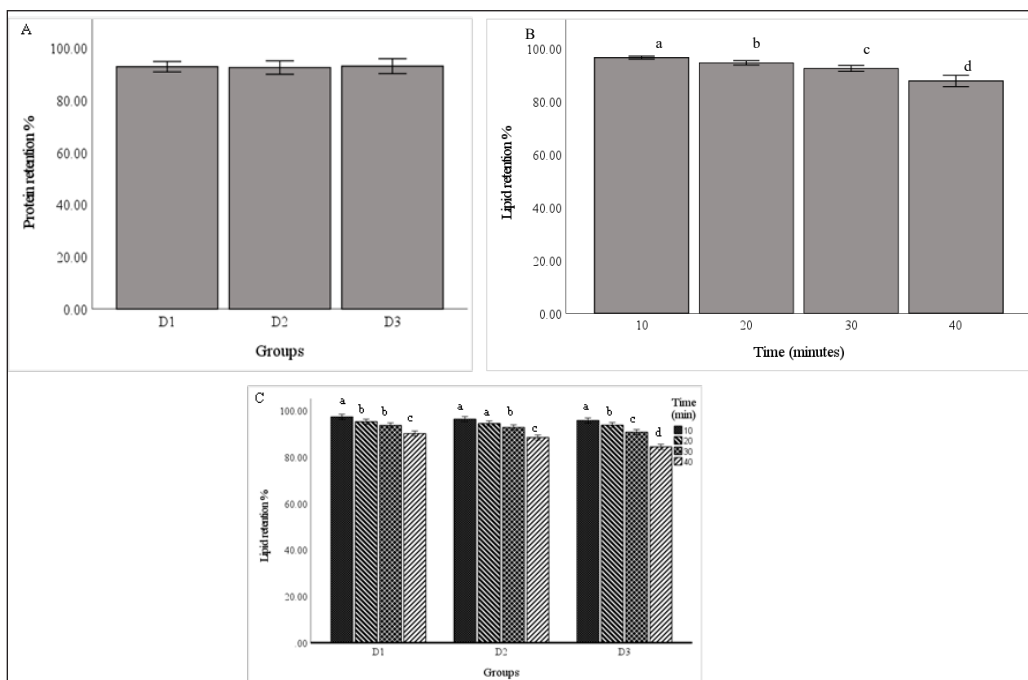 A
100.00
80.00
60.00
40.00
20.00
0.00
Protein retention %
D1 D2 D3
Groups
B
a b c d
100.00
80.00
60.00
40.00
20.00
0.00
Lipid retention %
10 20 30 40
Time (minutes)
C
a b b c a a b c a b c d
100.00
80.00
60.00
40.00
20.00
.00
Lipid retention %
D1 D2 D3
Groups
Time
(min)
10
20
30
40